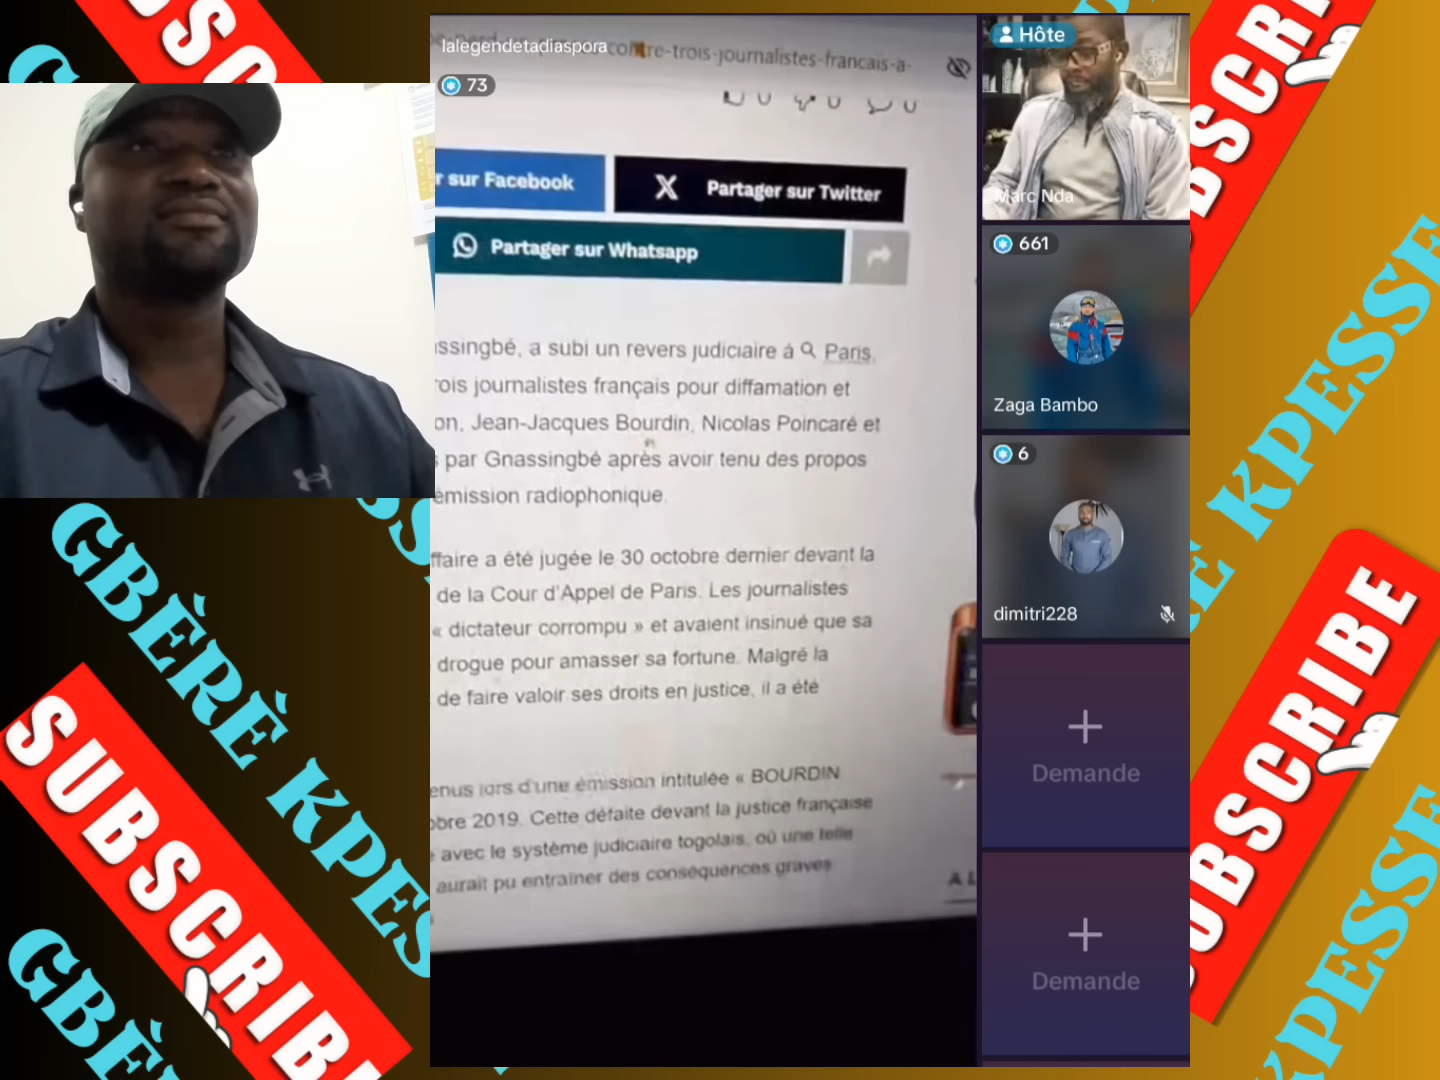 lalegendetadiaspora
contre-trois-journalistes-francais-a-
73
r sur Facebook
Partager sur Twitter
Partager sur Whatsapp
ssingbé, a subi un revers judiciaire à Paris,
rois journalistes français pour diffamation et
on, Jean-Jacques Bourdin, Nicolas Poincaré et
par Gnassingbé après avoir tenu des propos
émission radiophonique.
ffaire a été jugée le 30 octobre dernier devant la
de la Cour d'Appel de Paris. Les journalistes
« dictateur corrompu » et avaient insinué que sa
drogue pour amasser sa fortune. Malgré la
de faire valoir ses droits en justice, il a été
enus lors d'une émission intitulée « BOURDIN
obre 2019. Cette défaite devant la justice française
avec le système judiciaire togolais, où une telle
aurait pu entraîner des conséquences graves
A L
Hôte
Marc Nda
661
Zaga Bambo
6
dimitri228
Demande
Demande
GBÈRÈ KPESSE
SUBSCRIBE
GBÈRÈ
SUBSCRIBE
KPESSE
KPESSE